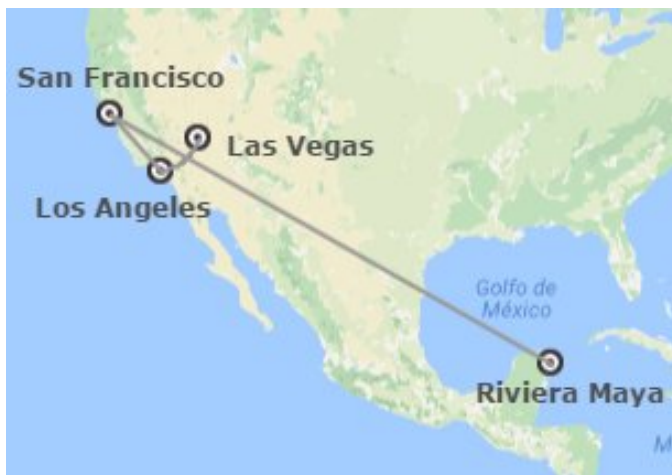 San Francisco
Las Vegas
Los Angeles
Golfo de
México
Riviera Maya
M